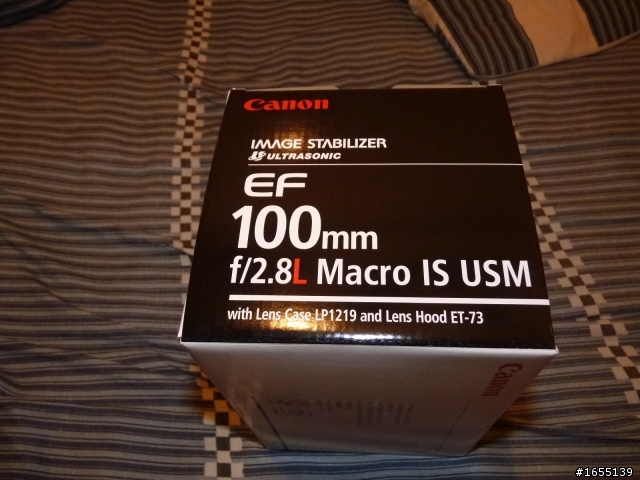 Canon
IMAGE STABILIZER
ULTRASONIC
EF
100mm
f/2.8L Macro IS USM
with Lens Case LP1219 and Lens Hood ET-73
Canon
#1655139